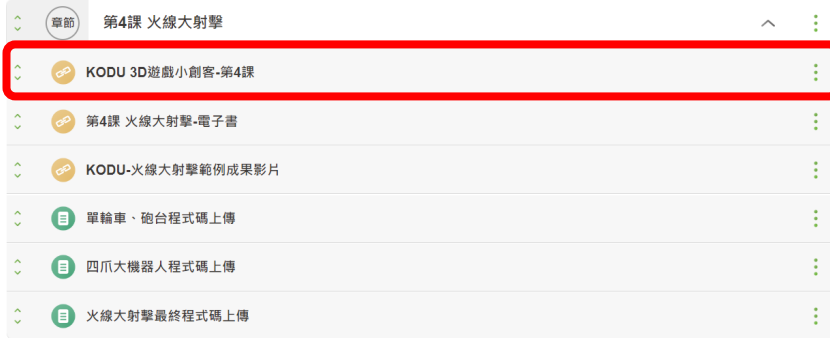 章節 第4課 火線大射擊
KODU 3D遊戲小創客-第4課
第4課 火線大射擊-電子書
KODU-火線大射擊範例成果影片
單輪車、砲台程式碼上傳
四爪大機器人程式碼上傳
火線大射擊最終程式碼上傳